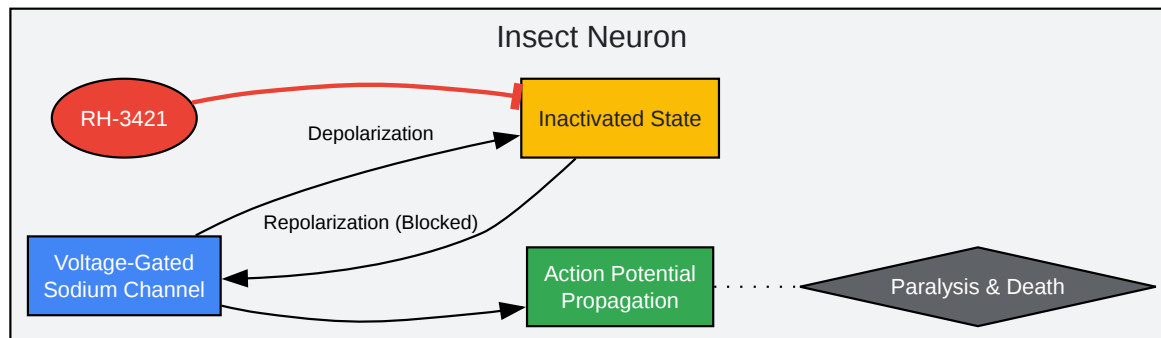 Insect Neuron
RH-3421
Inactivated State
Depolarization
Repolarization (Blocked)
Voltage-Gated
Sodium Channel
Action Potential
Propagation
Paralysis & Death